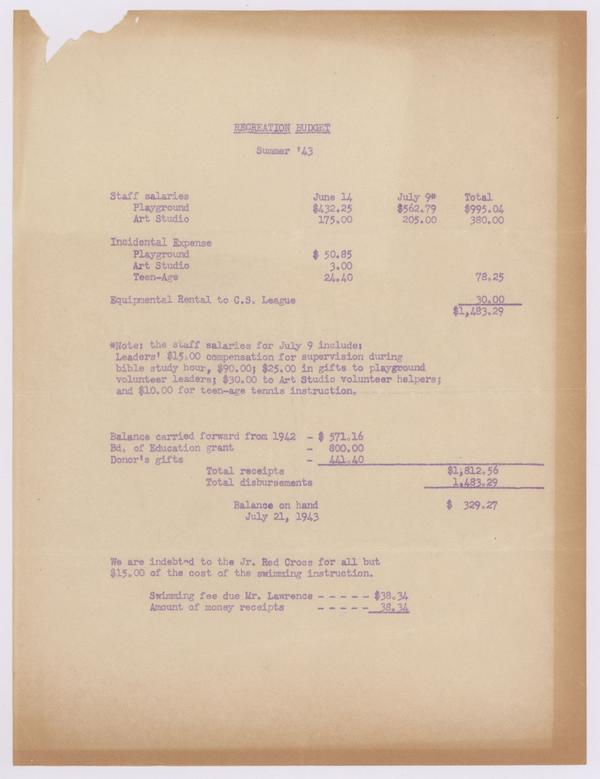 RECREATION BUDGET
Summer '43
Staff salaries June 14 July 9* Total
Playground $432.25 $562.79 $995.04
Art Studio 175.00 205.00 380.00
Incidental Expense
Playground $ 50.85
Art Studio 3.00
Teen-Age 24.40 78.25
Equipmental Rental to C.S. League 30.00
$1,483.29
*Note: the staff salaries for July 9 include:
Leaders' $15.00 compensation for supervision during
bible study hour, $90.00; $25.00 in gifts to playground
volunteer leaders; $30.00 to Art Studio volunteer helpers;
and $10.00 for teen-age tennis instruction.
Balance carried forward from 1942 - $ 571.16
Bd. of Education grant - 800.00
Donor's gifts - 441.40
Total receipts $1,812.56
Total disbursements 1,483.29
Balance on hand $ 329.27
July 21, 1943
We are indebted to the Jr. Red Cross for all but
$15.00 of the cost of the swimming instruction.
Swimming fee due Mr. Lawrence - - - - - $38.34
Amount of money receipts - - - - - 38.34